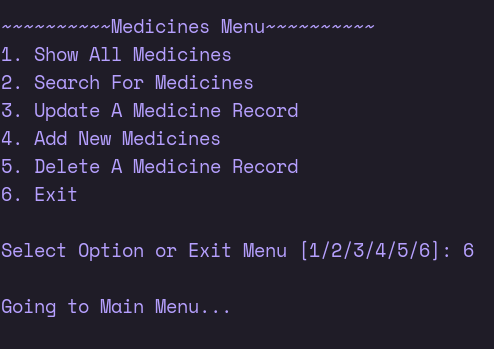 ~~~~~~~~~~Medicines Menu~~~~~~~~~~
1. Show All Medicines
2. Search For Medicines
3. Update A Medicine Record
4. Add New Medicines
5. Delete A Medicine Record
6. Exit
Select Option or Exit Menu [1/2/3/4/5/6]: 6
Going to Main Menu...